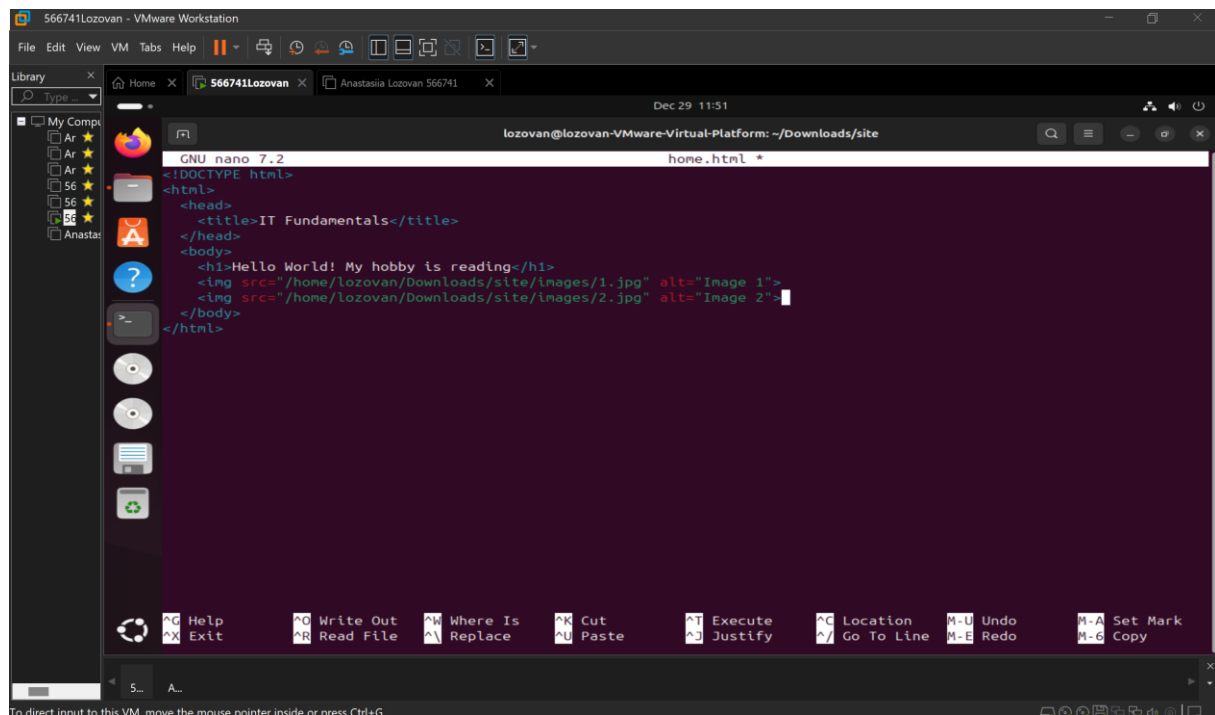 566741Lozovan - VMware Workstation
File Edit View VM Tabs Help
Library
Home
566741Lozovan
Anastasiia Lozovan 566741
Type ...
My Compu
Ar
Ar
Ar
56
56
56
Anastas
Dec 29 11:51
lozovan@lozovan-VMware-Virtual-Platform: ~/Downloads/site
GNU nano 7.2 home.html *
<!DOCTYPE html>
<html>
<head>
<title>IT Fundamentals</title>
</head>
<body>
<h1>Hello World! My hobby is reading</h1>
<img src="/home/lozovan/Downloads/site/images/1.jpg" alt="Image 1">
<img src="/home/lozovan/Downloads/site/images/2.jpg" alt="Image 2">
</body>
</html>
^G Help ^O Write Out ^W Where Is ^K Cut ^T Execute ^C Location M-U Undo M-A Set Mark
^X Exit ^R Read File ^\ Replace ^U Paste ^J Justify ^/ Go To Line M-E Redo M-6 Copy
5... A...
To direct input to this VM, move the mouse pointer inside or press Ctrl+G.